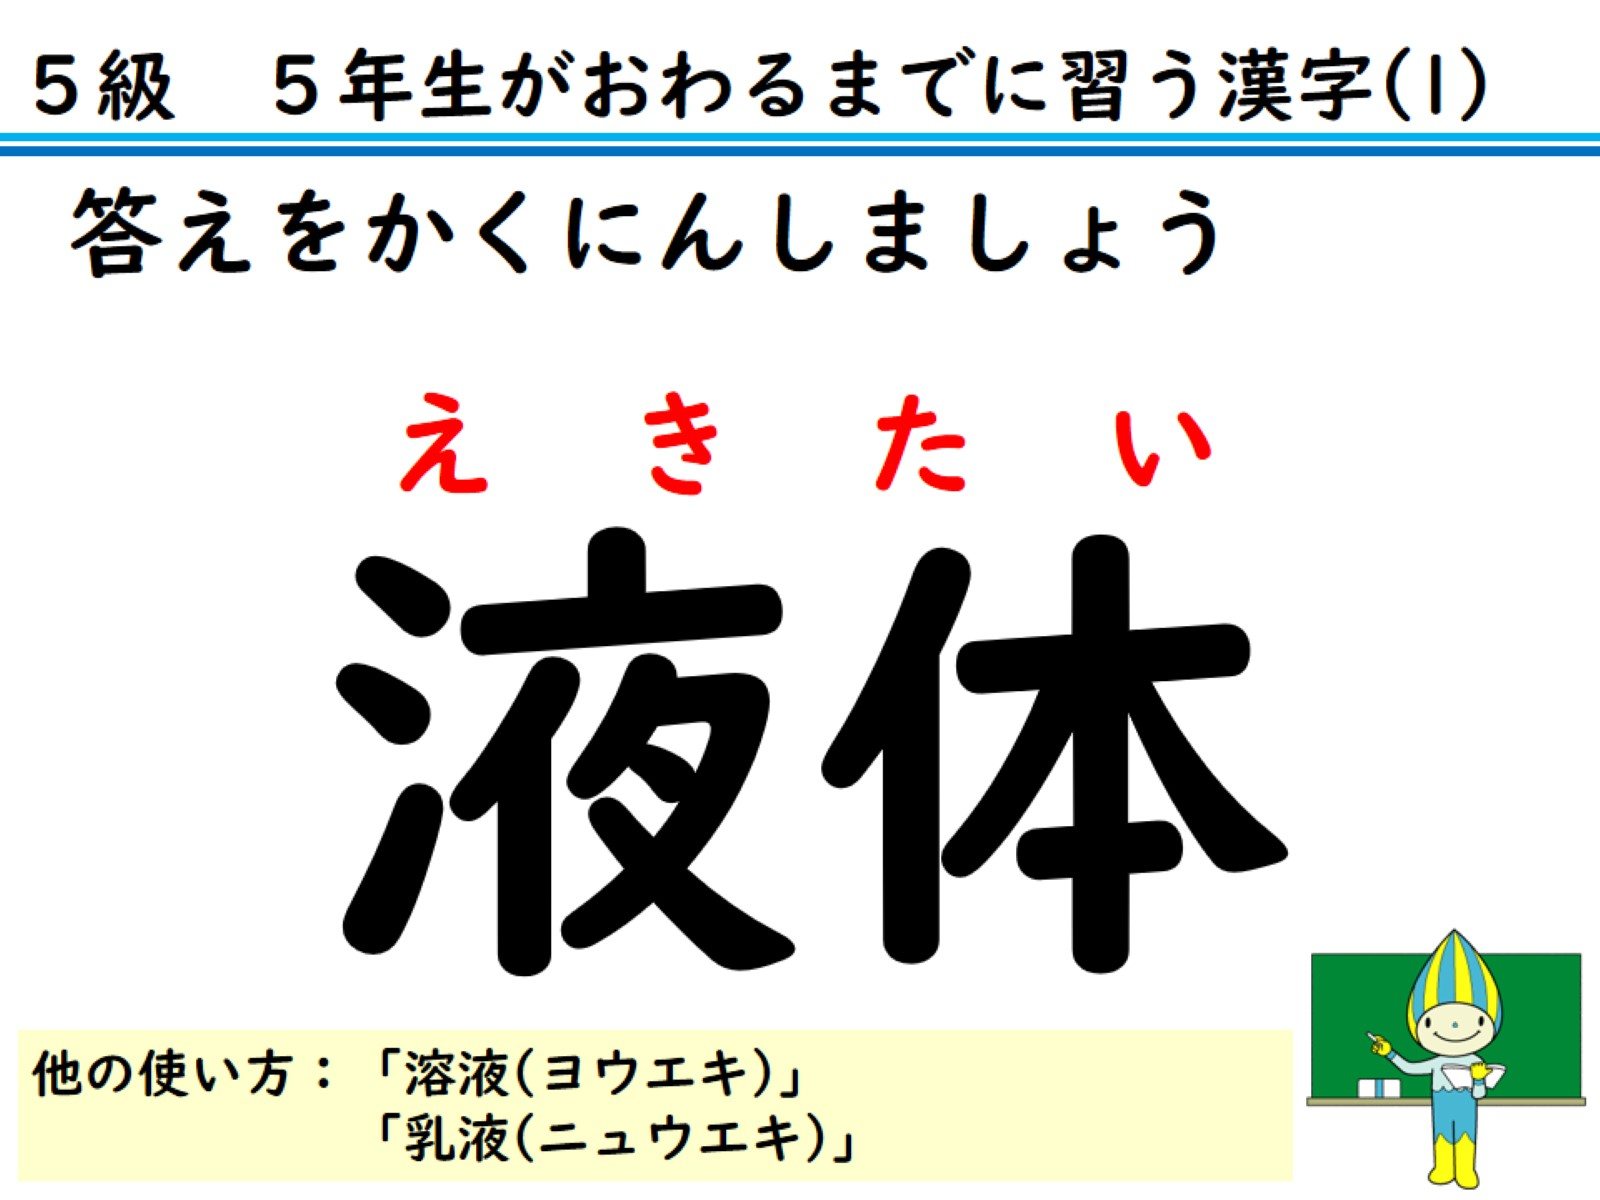 ５級　５年生がおわるまでに習う漢字(1)
答えをかくにんしましょう
えきたい
液体
他の使い方：「溶液(ヨウエキ)」
「乳液(ニュウエキ)」